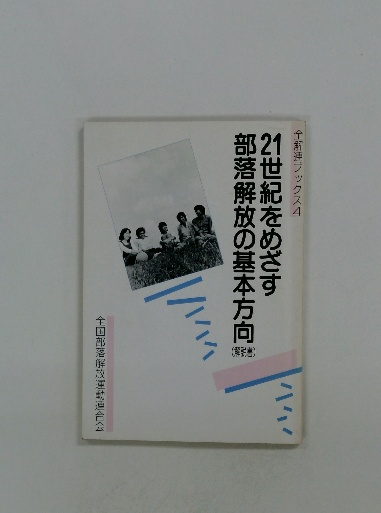 全解連ブックス4
21世紀をめざす
部落解放の基本方向
(解説書)
全国部落解放運動連合会